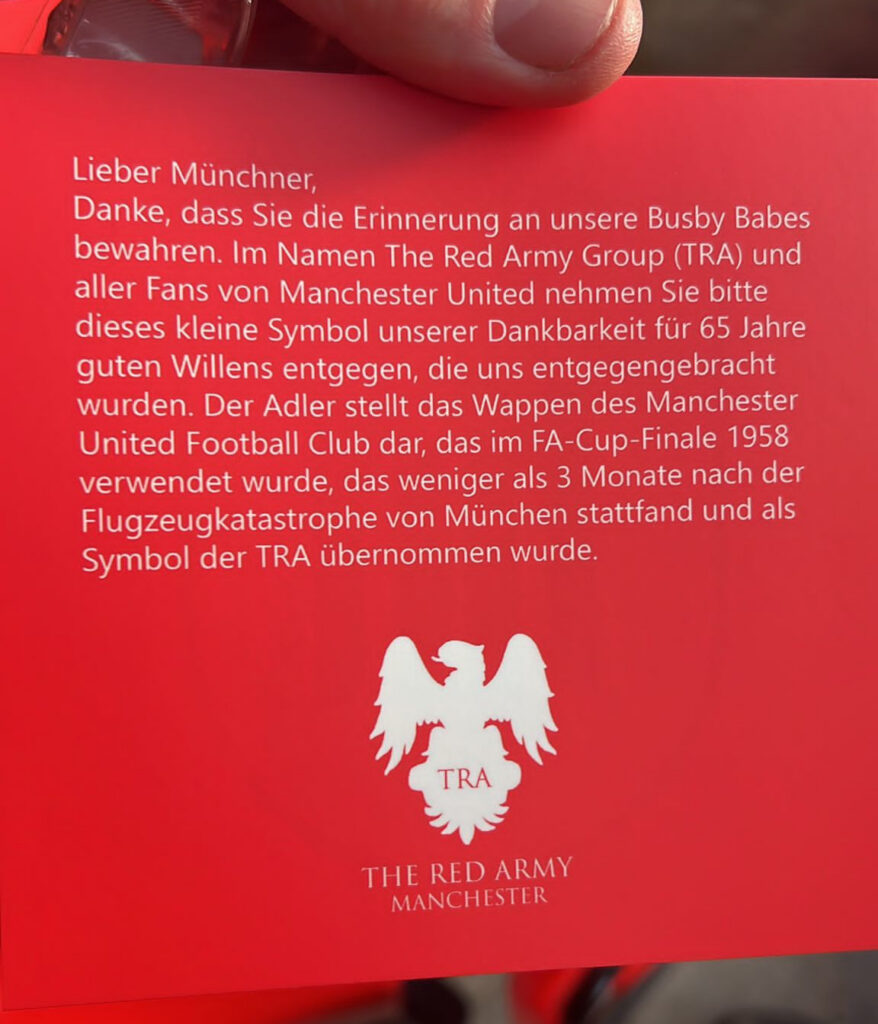 Lieber Münchner,
Danke, dass Sie die Erinnerung an unsere Busby Babes
bewahren. Im Namen The Red Army Group (TRA) und
aller Fans von Manchester United nehmen Sie bitte
dieses kleine Symbol unserer Dankbarkeit für 65 Jahre
guten Willens entgegen, die uns entgegengebracht
wurden. Der Adler stellt das Wappen des Manchester
United Football Club dar, das im FA-Cup-Finale 1958
verwendet wurde, das weniger als 3 Monate nach der
Flugzeugkatastrophe von München stattfand und als
Symbol der TRA übernommen wurde.
TRA
THE RED ARMY
MANCHESTER